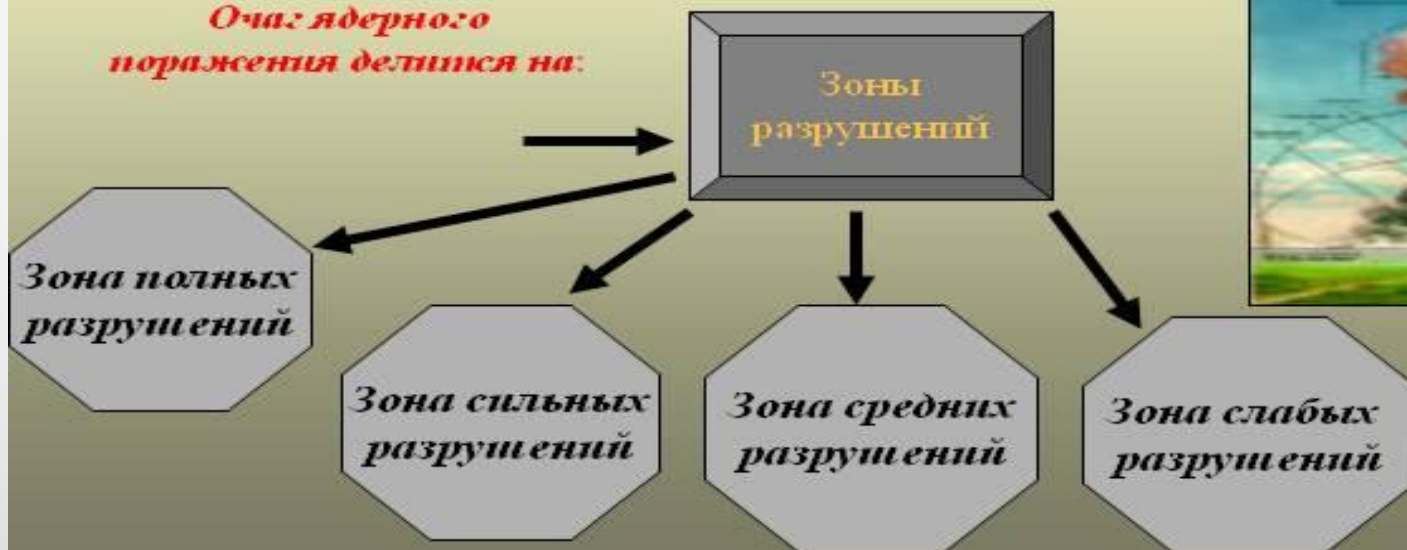 Очаг ядерного
поражения делится на:
Зоны
разрушений
Зона полных
разрушений
Зона сильных
разрушений
Зона средних
разрушений
Зона слабых
разрушений